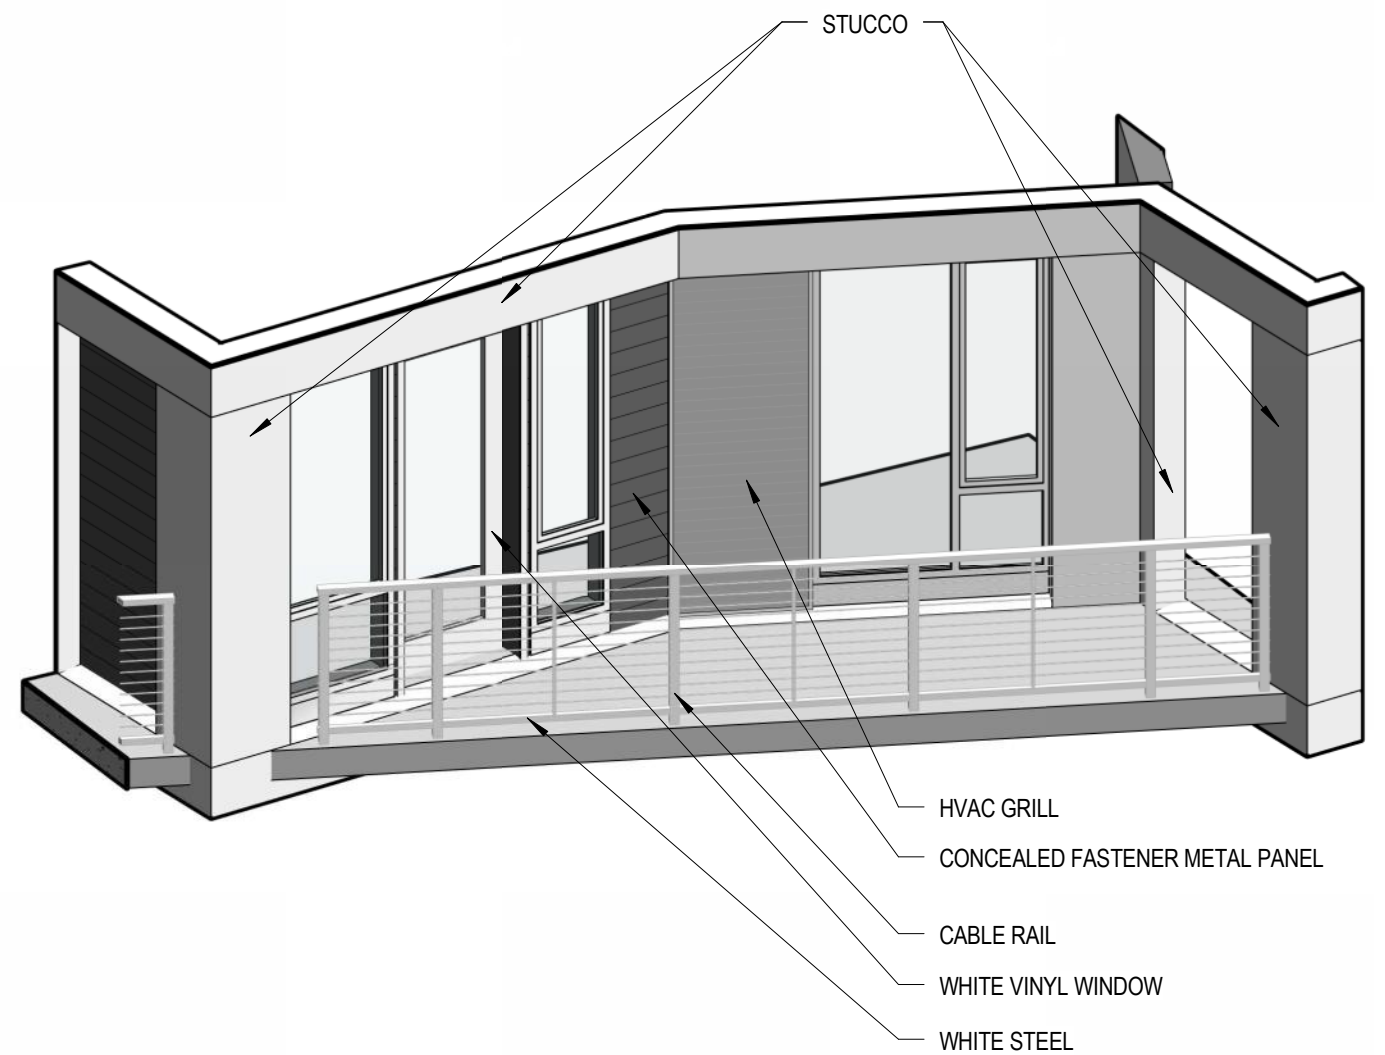 STUCCO
HVAC GRILL
CONCEALED FASTENER METAL PANEL
CABLE RAIL
WHITE VINYL WINDOW
WHITE STEEL